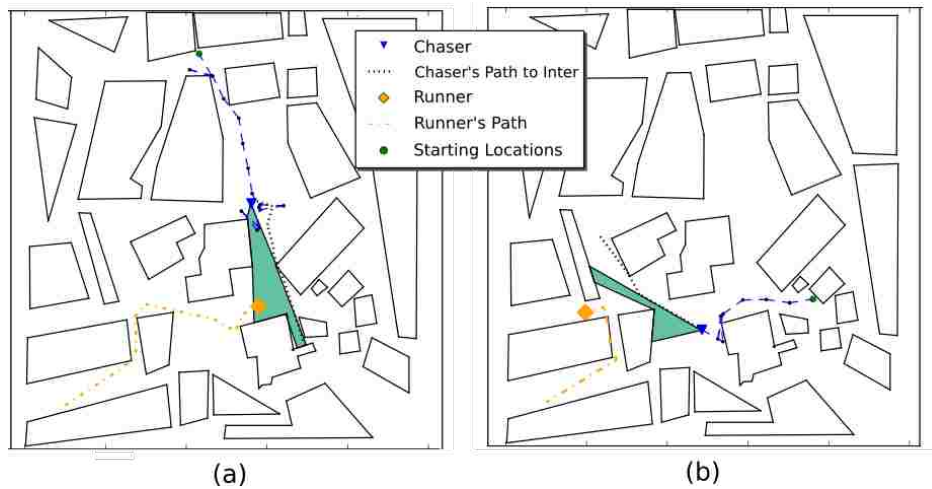 Chaser
Chaser's Path to Inter
Runner
Runner's Path
Starting Locations
(a)
(b)